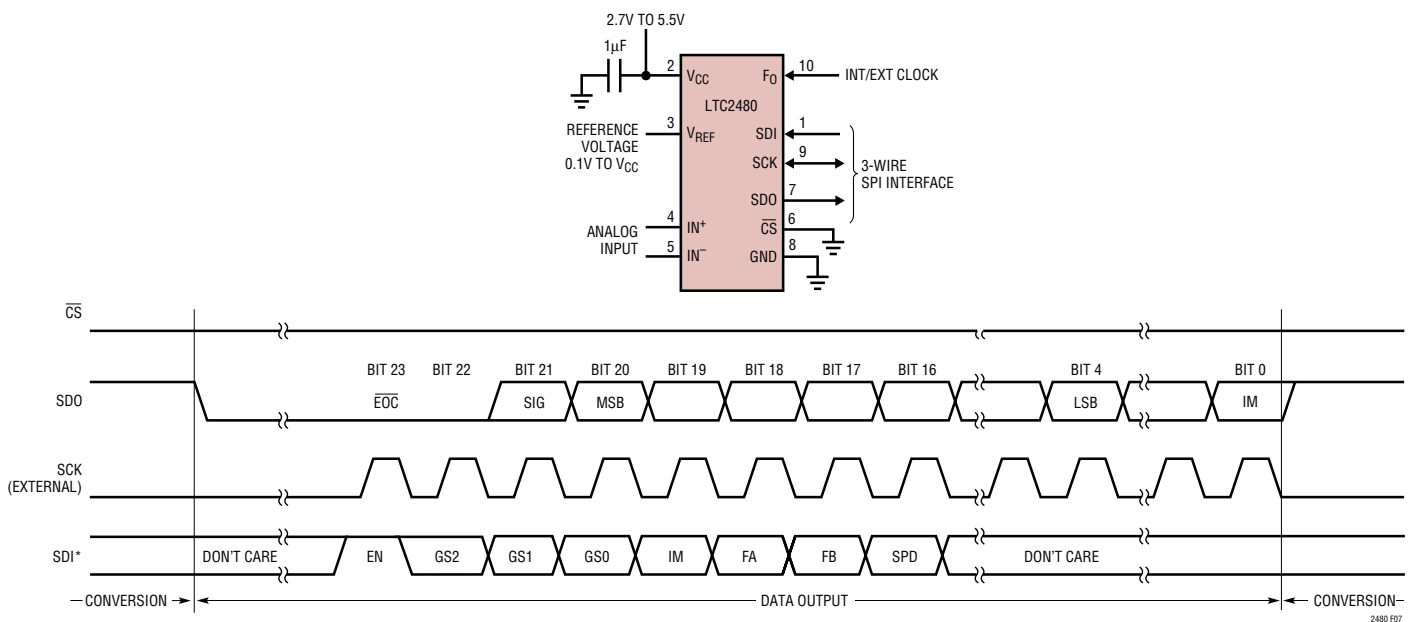 2.7V TO 5.5V
1µF
2 VCC FO 10 INT/EXT CLOCK
LTC2480
REFERENCE VOLTAGE 0.1V TO VCC
3 VREF SDI 1
SCK 9
3-WIRE SPI INTERFACE
SDO 7
ANALOG INPUT
4 IN+ CS 6
5 IN– GND 8
CS
BIT 23 BIT 22 BIT 21 BIT 20 BIT 19 BIT 18 BIT 17 BIT 16 BIT 4 BIT 0
SDO EOC SIG MSB LSB IM
SCK
(EXTERNAL)
SDI* DON'T CARE EN GS2 GS1 GS0 IM FA FB SPD DON'T CARE
CONVERSION DATA OUTPUT CONVERSION
2480 F07